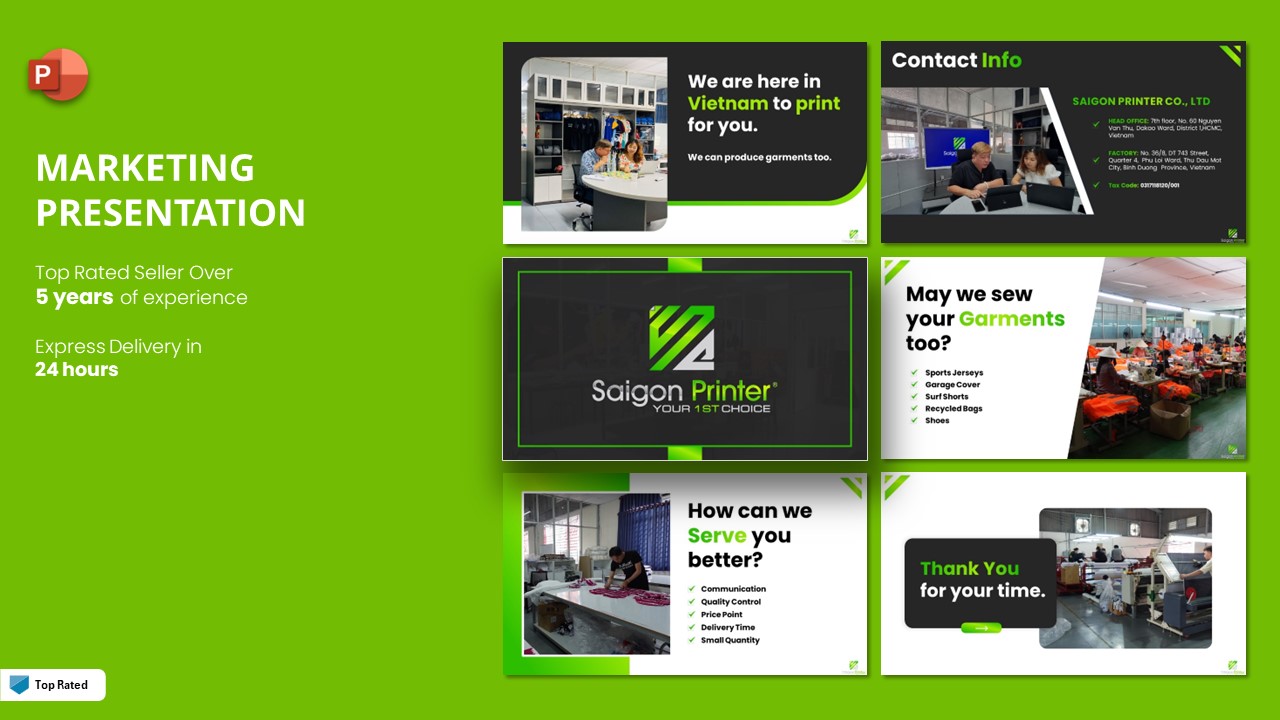 P
MARKETING
PRESENTATION
Top Rated Seller Over
5 years of experience
Express Delivery in
24 hours
Top Rated
We are here in
Vietnam to print
for you.
We can produce garments too.
Contact Info
SAIGON PRINTER CO., LTD
HEAD OFFICE: 7th floor, No. 60 Nguyen
Van Thu, Dakao Ward, District 1,HCMC,
Vietnam
FACTORY: No. 36/8, DT 743 Street,
Quarter 4, Phu Loi Ward, Thu Dau Mot
City, Binh Duong Province, Vietnam
Tax Code: 0317118120/001
Saigon Printer®
YOUR 1ST CHOICE
May we sew
your Garments
too?
Sports Jerseys
Garage Cover
Surf Shorts
Recycled Bags
Shoes
How can we
Serve you
better?
Communication
Quality Control
Price Point
Delivery Time
Small Quantity
Thank You
for your time.